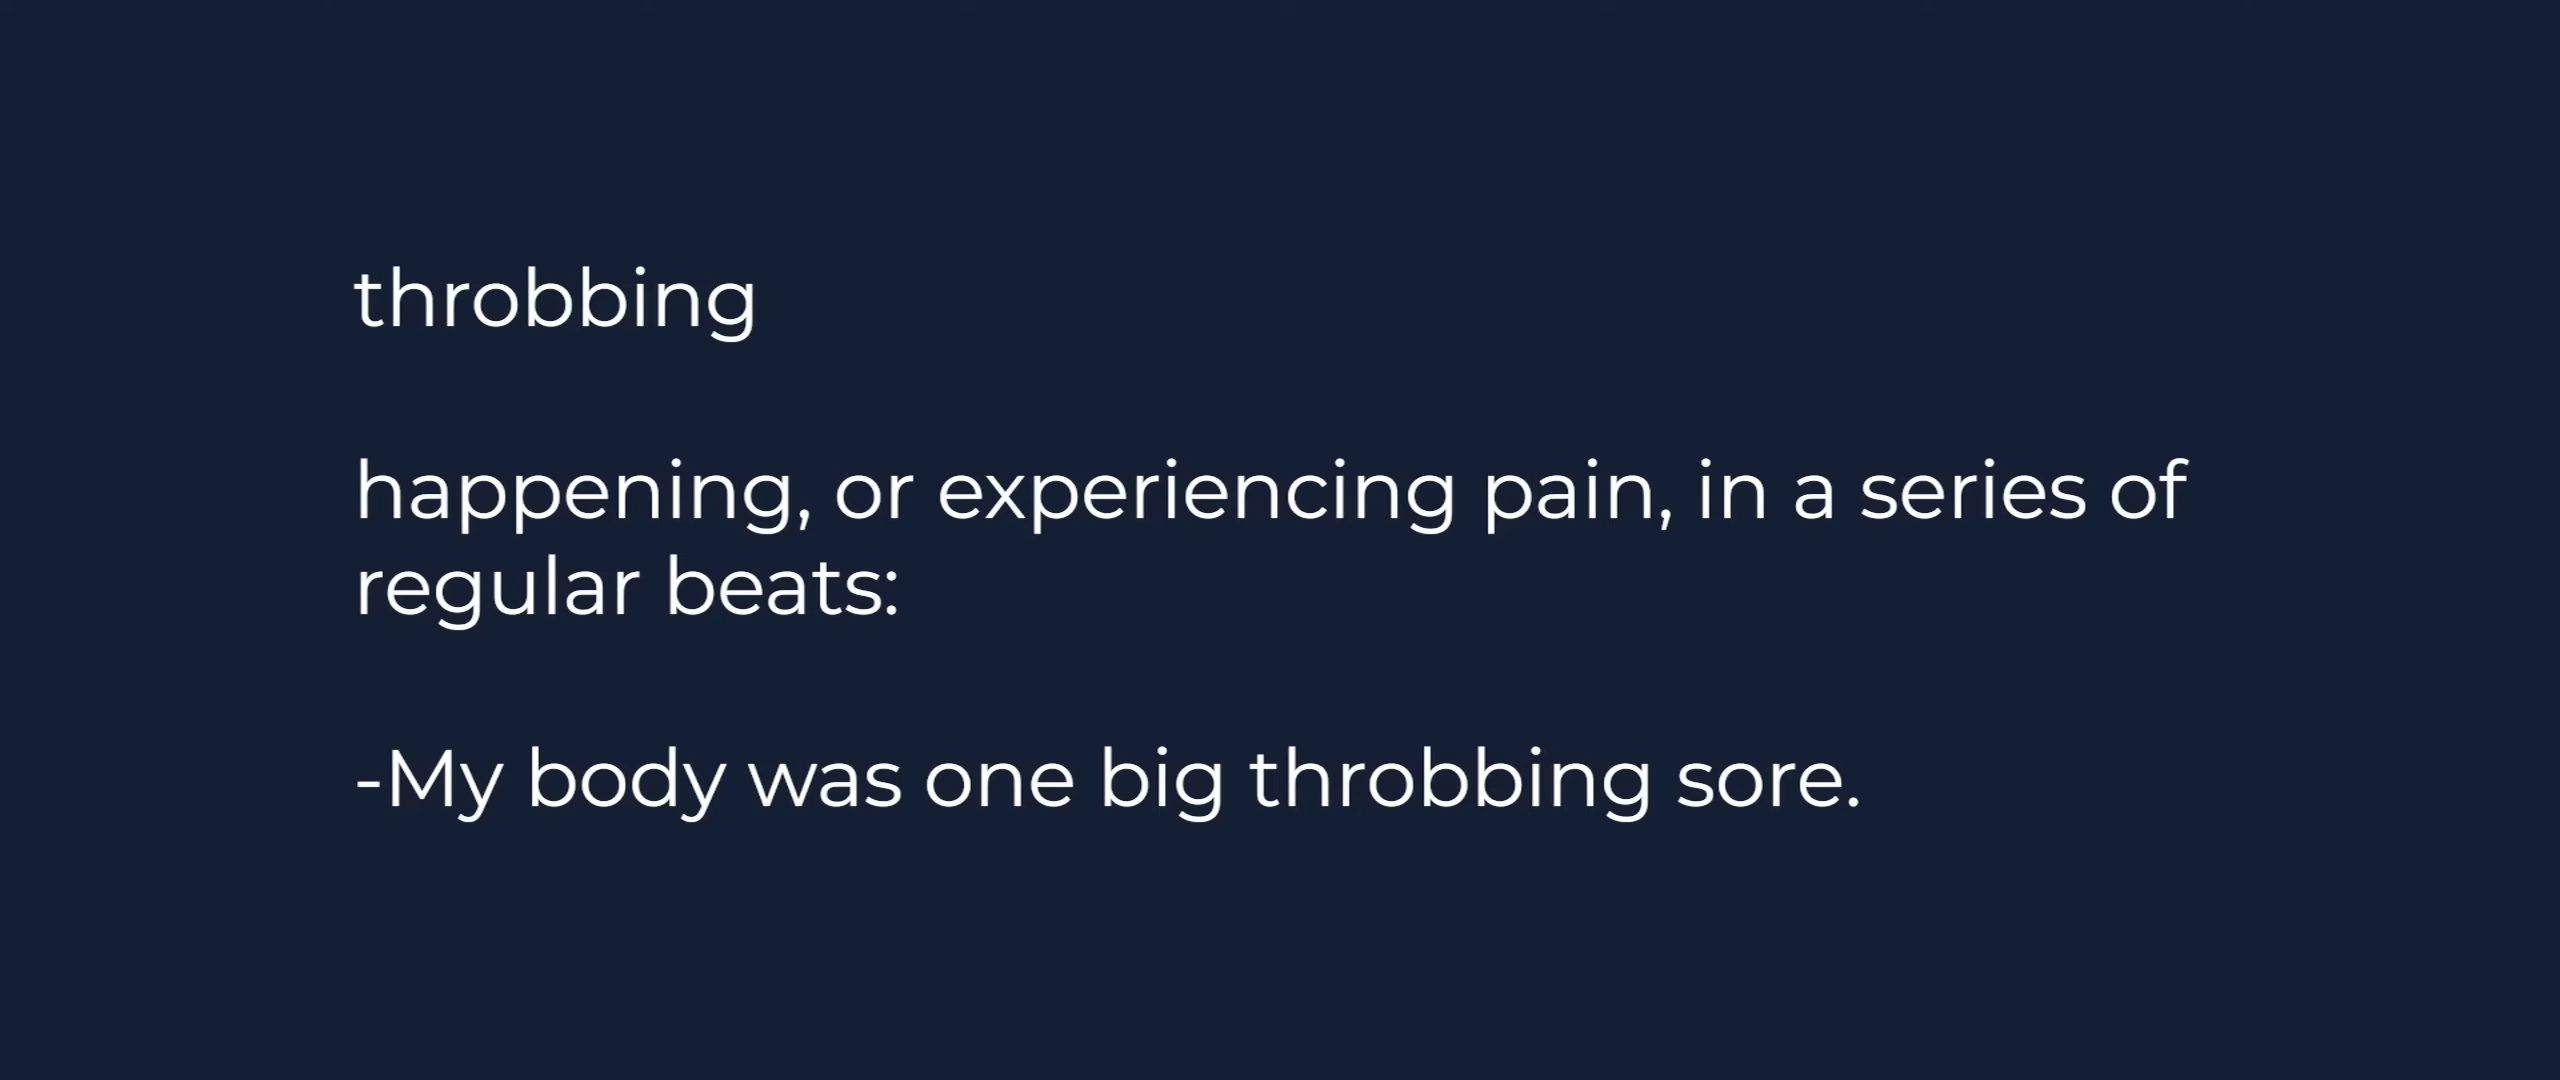 throbbing
happening, or experiencing pain, in a series of
regular beats:
-My body was one big throbbing sore.